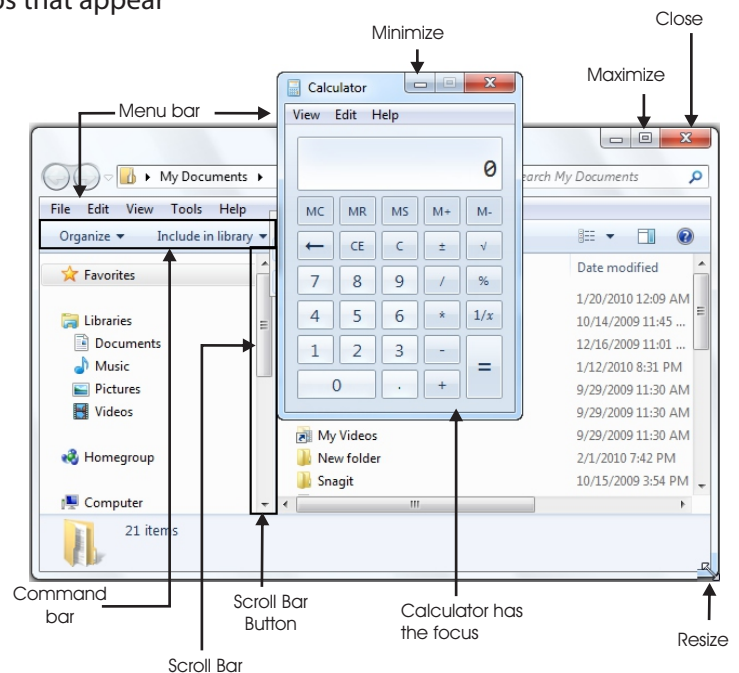 os that appear
Close
Minimize
Maximize
Menu bar
Calculator
View Edit Help
0
MC MR MS M+ M-
← CE C ± √
7 8 9 / %
4 5 6 * 1/x
1 2 3 - =
0 . +
My Documents
earch My Documents
File Edit View Tools Help
Organize Include in library
Favorites
Libraries
Documents
Music
Pictures
Videos
Homegroup
Computer
Date modified
1/20/2010 12:09 AM
10/14/2009 11:45 ...
12/16/2009 11:01 ...
1/12/2010 8:31 PM
9/29/2009 11:30 AM
9/29/2009 11:30 AM
My Videos 9/29/2009 11:30 AM
New folder 2/1/2010 7:42 PM
Snagit 10/15/2009 3:54 PM
21 items
Command
bar
Scroll Bar
Button
Scroll Bar
Calculator has
the focus
Resize